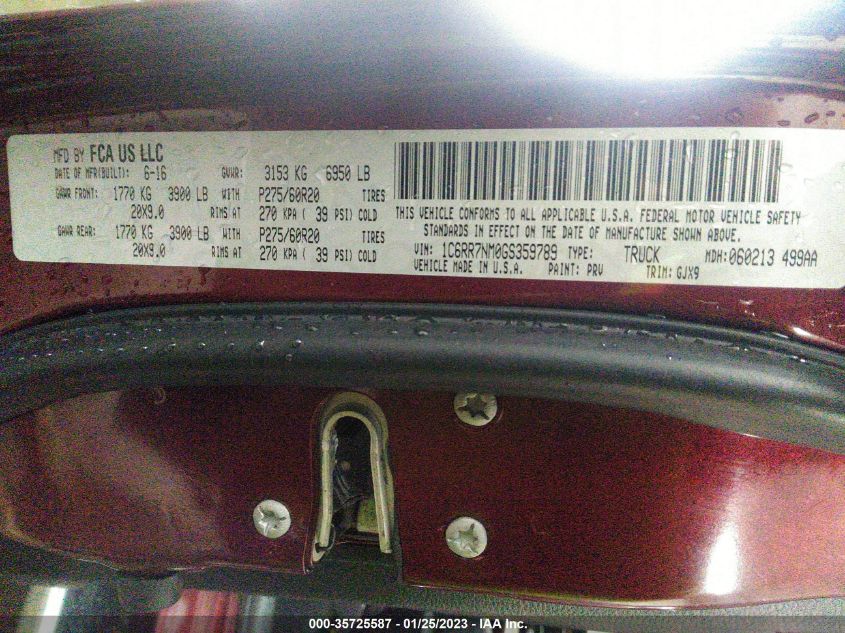 MFD BY FCA US LLC
DATE OF MFR(BUILT): 6-16 GVWR: 3153 KG 6950 LB
GAWR FRONT: 1770 KG 3900 LB WITH P275/60R20 TIRES
20X9.0 RIMS AT 270 KPA ( 39 PSI) COLD
GAWR REAR: 1770 KG 3900 LB WITH P275/60R20 TIRES
20X9.0 RIMS AT 270 KPA ( 39 PSI) COLD
THIS VEHICLE CONFORMS TO ALL APPLICABLE U.S.A. FEDERAL MOTOR VEHICLE SAFETY
STANDARDS IN EFFECT ON THE DATE OF MANUFACTURE SHOWN ABOVE.
VIN: 1C6RR7NM0GS359789 TYPE: TRUCK MDH: 060213 499AA
VEHICLE MADE IN U.S.A. PAINT: PRV TRIM: GJX9
000-35725587 - 01/25/2023 - IAA Inc.